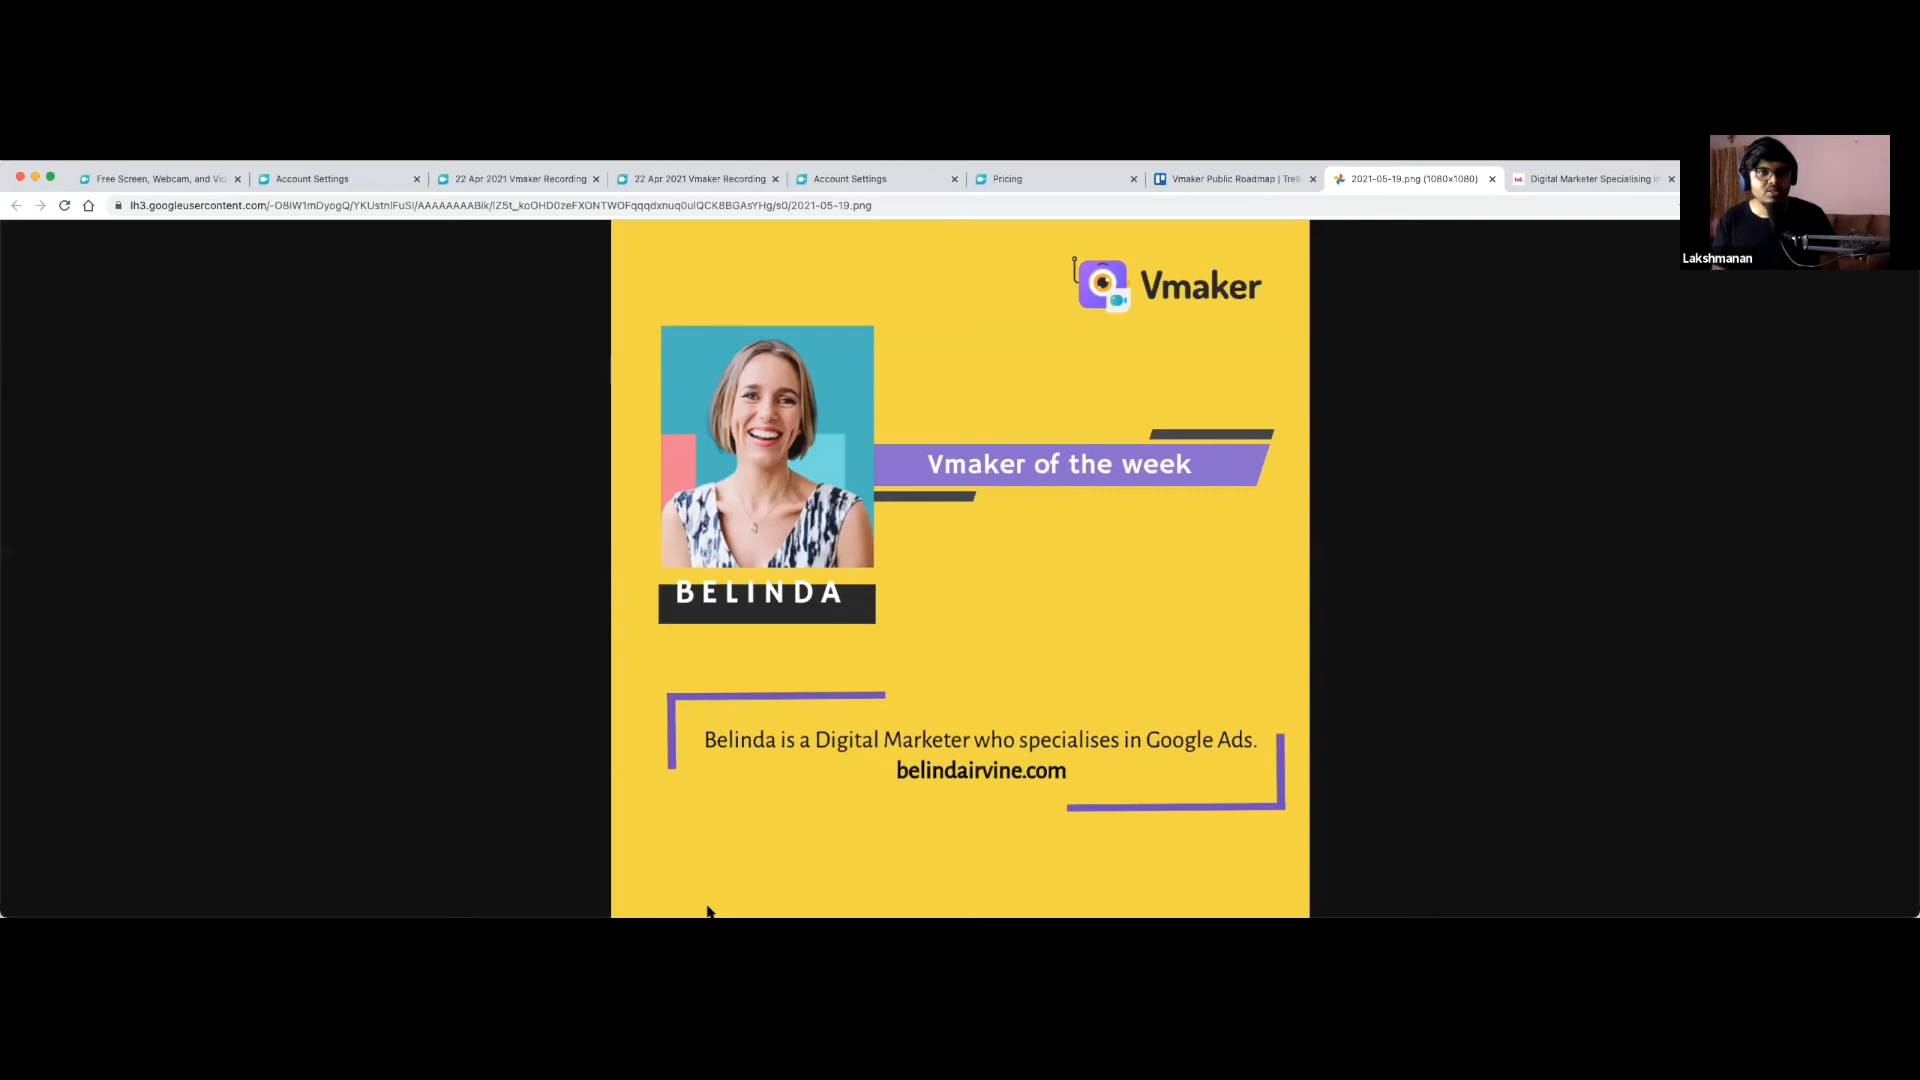 Free Screen, Webcam, and Vid
Account Settings
22 Apr 2021 Vmaker Recording
22 Apr 2021 Vmaker Recording
Account Settings
Pricing
Vmaker Public Roadmap | Trell
2021-05-19.png (1080×1080)
Digital Marketer Specialising in
Lakshmanan
Vmaker
Vmaker of the week
BELINDA
Belinda is a Digital Marketer who specialises in Google Ads.
belindairvine.com